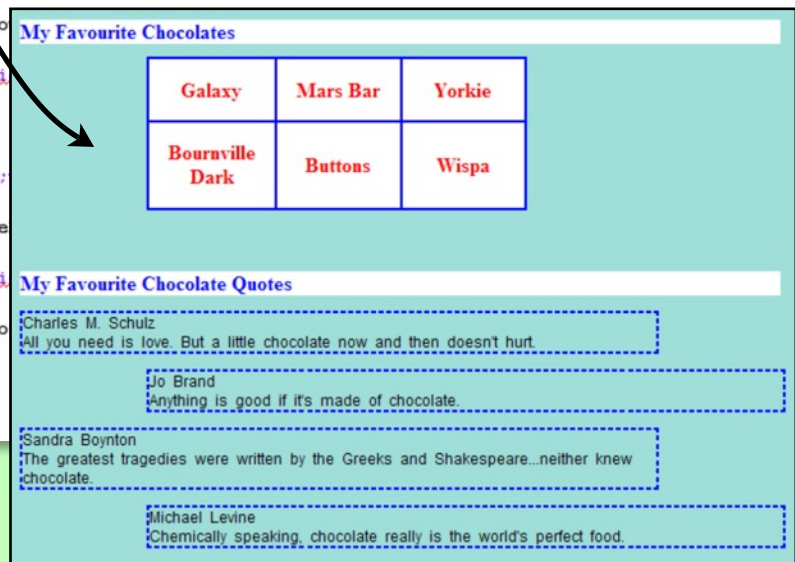 My Favourite Chocolates
Galaxy Mars Bar Yorkie
Bournville
Dark
Buttons Wispa
My Favourite Chocolate Quotes
Charles M. Schulz
All you need is love. But a little chocolate now and then doesn't hurt.
Jo Brand
Anything is good if it's made of chocolate.
Sandra Boynton
The greatest tragedies were written by the Greeks and Shakespeare...neither knew
chocolate.
Michael Levine
Chemically speaking, chocolate really is the world's perfect food.